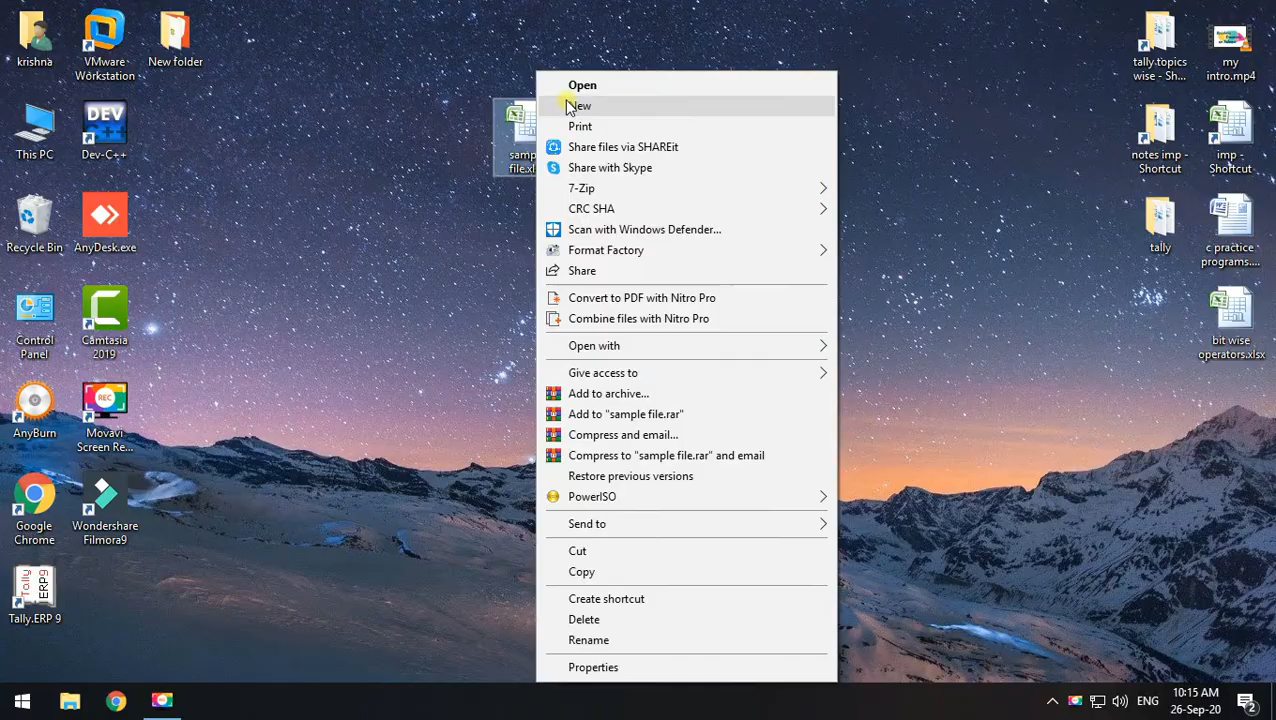 krishna
VMware
Workstation
New folder
This PC
DEV
C++
Dev-C++
Recycle Bin
AnyDesk.exe
Control
Panel
Camtasia
2019
AnyBurn
REC
Movavi
Screen Re...
Google
Chrome
Wondershare
Filmora9
Tally
ERP9
Tally.ERP 9
Open
New
Print
Share files via SHAREit
Share with Skype
7-Zip
CRC SHA
Scan with Windows Defender...
Format Factory
Share
Convert to PDF with Nitro Pro
Combine files with Nitro Pro
Open with
Give access to
Add to archive...
Add to "sample file.rar"
Compress and email...
Compress to "sample file.rar" and email
Restore previous versions
PowerISO
Send to
Cut
Copy
Create shortcut
Delete
Rename
Properties
tally topics
wise - Sh...
my
intro.mp4
notes imp -
Shortcut
imp -
Shortcut
tally
c practice
programs....
bit wise
operators.xlsx
ENG
10:15 AM
26-Sep-20
2